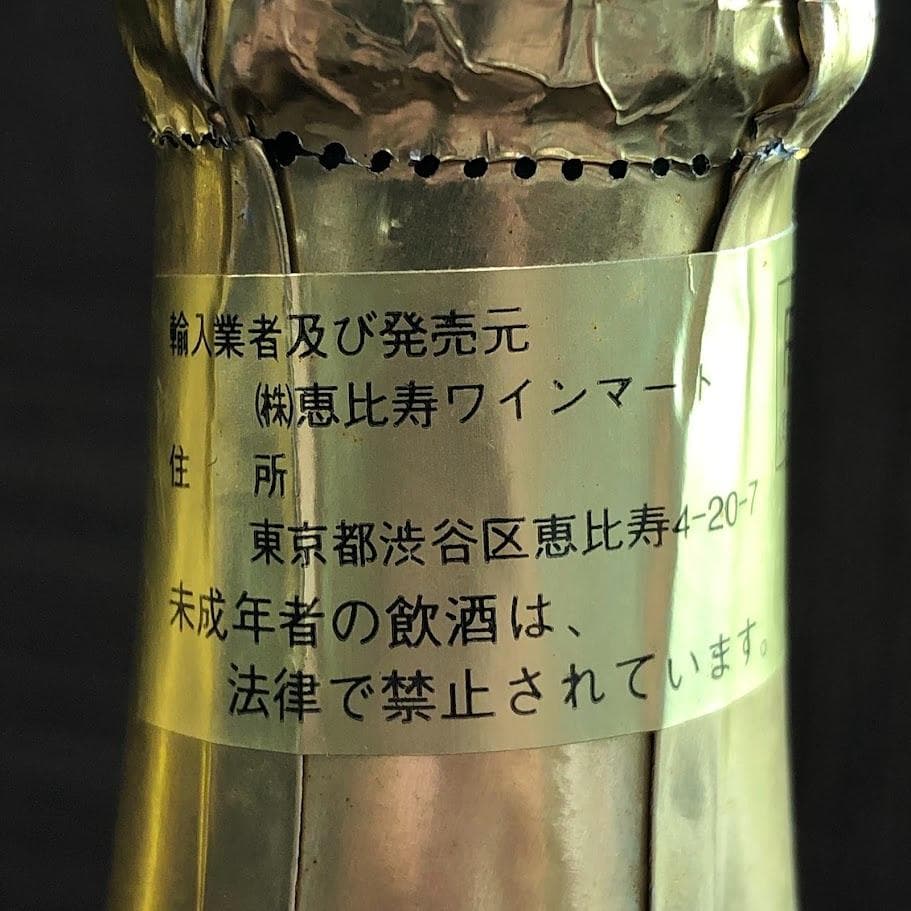 輸入業者及び発売元
㈱恵比寿ワインマート
住 所
東京都渋谷区恵比寿4-20-7
未成年者の飲酒は、
法律で禁止されています。